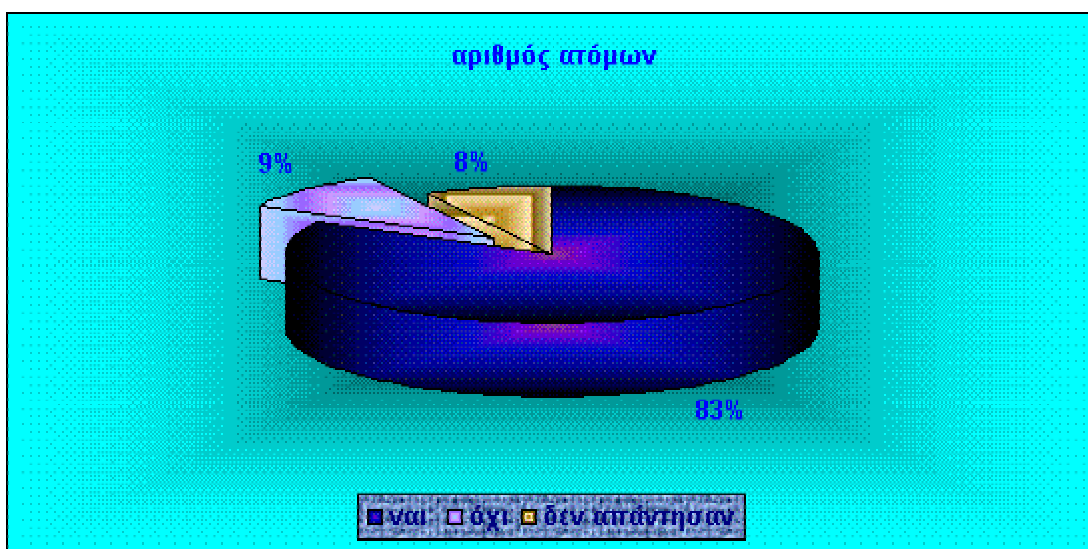 αριθμός ατόμων
9% 8%
83%
ναι όχι δεν απάντησαν